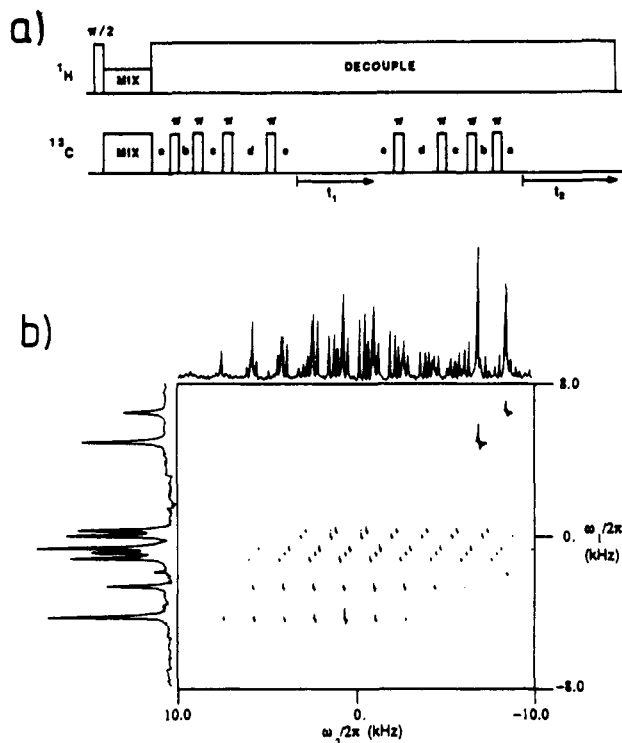 a)
π/2
¹H
MIX
DECOUPLE
π π π π π π π π
¹³C
MIX
a b c d e e d c b a
t₁
t₂
b)
8.0
0.
ω₁/2π
(kHz)
-8.0
10.0 0. -10.0
ω₂/2π (kHz)